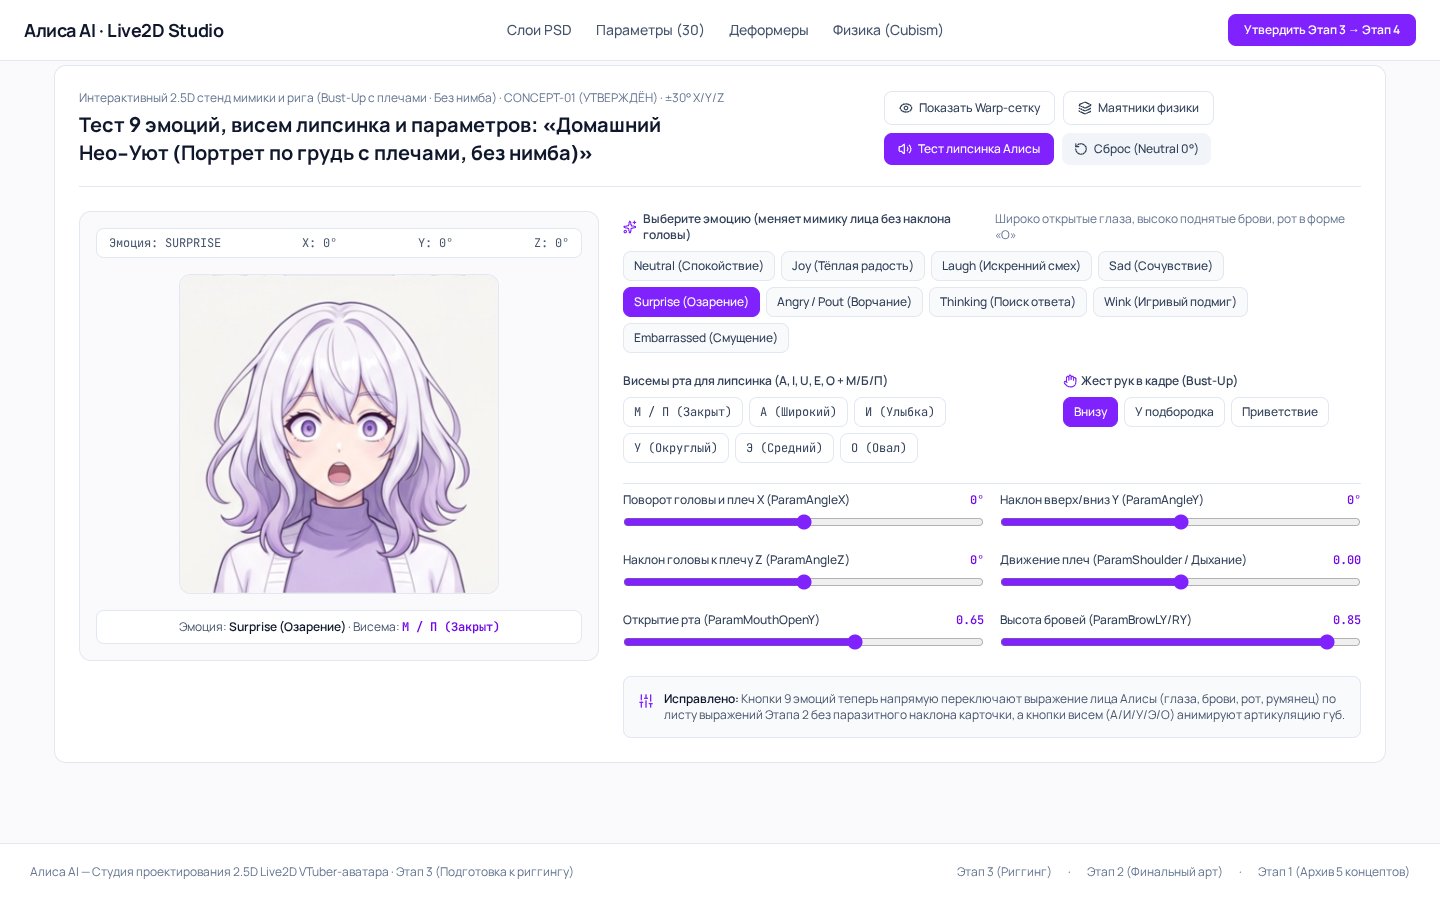 Алиса AI · Live2D Studio
Слои PSD
Параметры (30)
Деформеры
Физика (Cubism)
Утвердить Этап 3 → Этап 4
Интерактивный 2.5D стенд мимики и рига (Bust-Up с плечами · Без нимба) · CONCEPT-01 (УТВЕРЖДЁН) · ±30° X/Y/Z
Тест 9 эмоций, висем липсинка и параметров: «Домашний
Нео-Уют (Портрет по грудь с плечами, без нимба)»
Показать Warp-сетку
Маятники физики
Тест липсинка Алисы
Сброс (Neutral 0°)
Эмоция: SURPRISE
X: 0°
Y: 0°
Z: 0°
Эмоция: Surprise (Озарение) · Висема: М / П (Закрыт)
Выберите эмоцию (меняет мимику лица без наклона
головы)
Широко открытые глаза, высоко поднятые брови, рот в форме
«О»
Neutral (Спокойствие)
Joy (Тёплая радость)
Laugh (Искренний смех)
Sad (Сочувствие)
Surprise (Озарение)
Angry / Pout (Ворчание)
Thinking (Поиск ответа)
Wink (Игривый подмиг)
Embarrassed (Смущение)
Висемы рта для липсинка (A, I, U, E, O + М/Б/П)
М / П (Закрыт)
А (Широкий)
И (Улыбка)
У (Округлый)
Э (Средний)
О (Овал)
Жест рук в кадре (Bust-Up)
Внизу
У подбородка
Приветствие
Поворот головы и плеч X (ParamAngleX)
0°
Наклон вверх/вниз Y (ParamAngleY)
0°
Наклон головы к плечу Z (ParamAngleZ)
0°
Движение плеч (ParamShoulder / Дыхание)
0.00
Открытие рта (ParamMouthOpenY)
0.65
Высота бровей (ParamBrowLY/RY)
0.85
Исправлено: Кнопки 9 эмоций теперь напрямую переключают выражение лица Алисы (глаза, брови, рот, румянец) по
листу выражений Этапа 2 без паразитного наклона карточки, а кнопки висем (А/И/У/Э/О) анимируют артикуляцию губ.
Алиса AI — Студия проектирования 2.5D Live2D VTuber-аватара · Этап 3 (Подготовка к риггингу)
Этап 3 (Риггинг) · Этап 2 (Финальный арт) · Этап 1 (Архив 5 концептов)